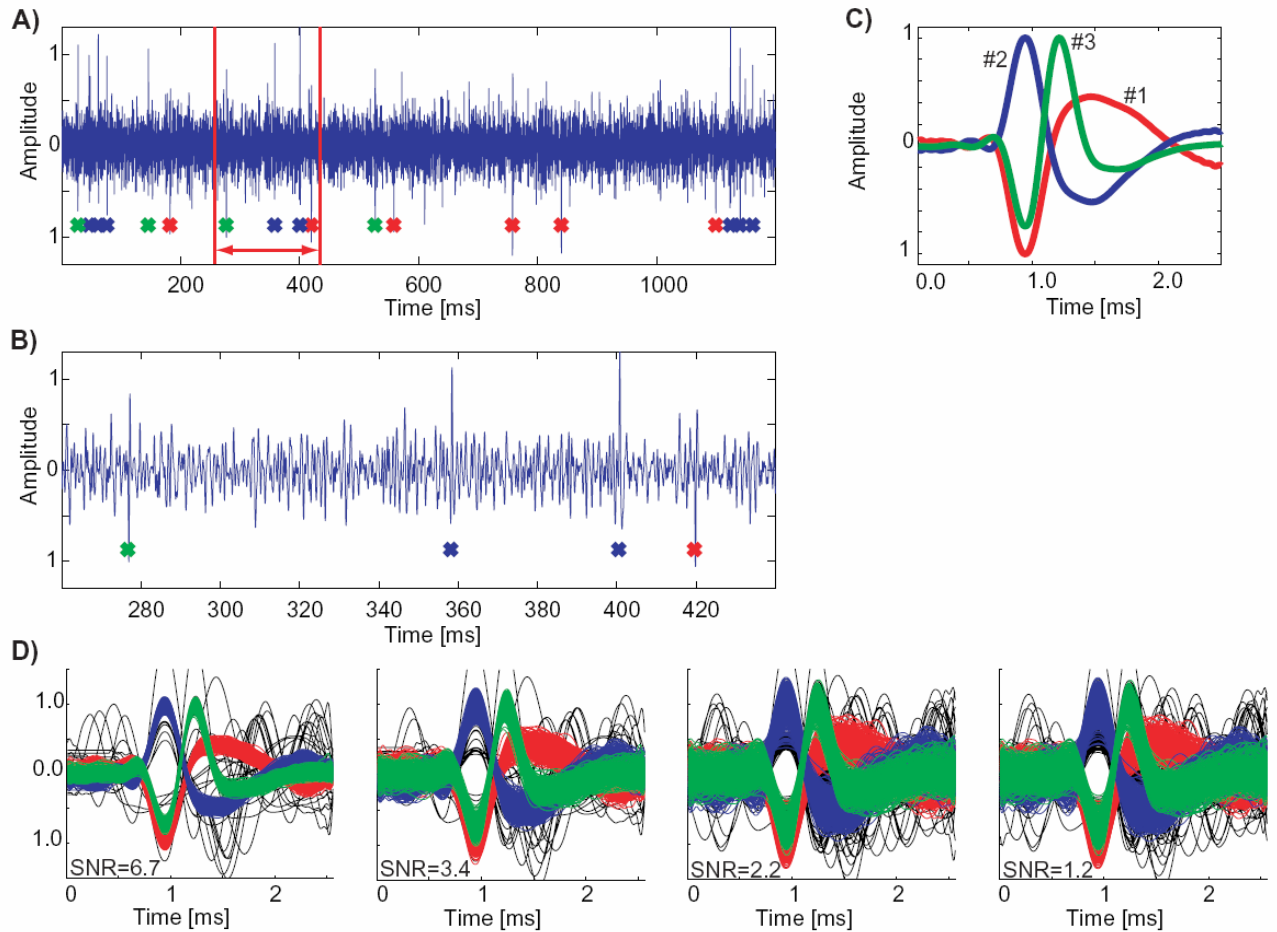 A)
1
0
1
Amplitude
200 400 600 800 1000
Time [ms]
C)
1
0
1
Amplitude
#2
#3
#1
0.0 1.0 2.0
Time [ms]
B)
1
0
1
Amplitude
280 300 320 340 360 380 400 420
Time [ms]
D)
1.0
0.0
1.0
SNR=6.7
0 1 2
Time [ms]
SNR=3.4
0 1 2
Time [ms]
SNR=2.2
0 1 2
Time [ms]
SNR=1.2
0 1 2
Time [ms]